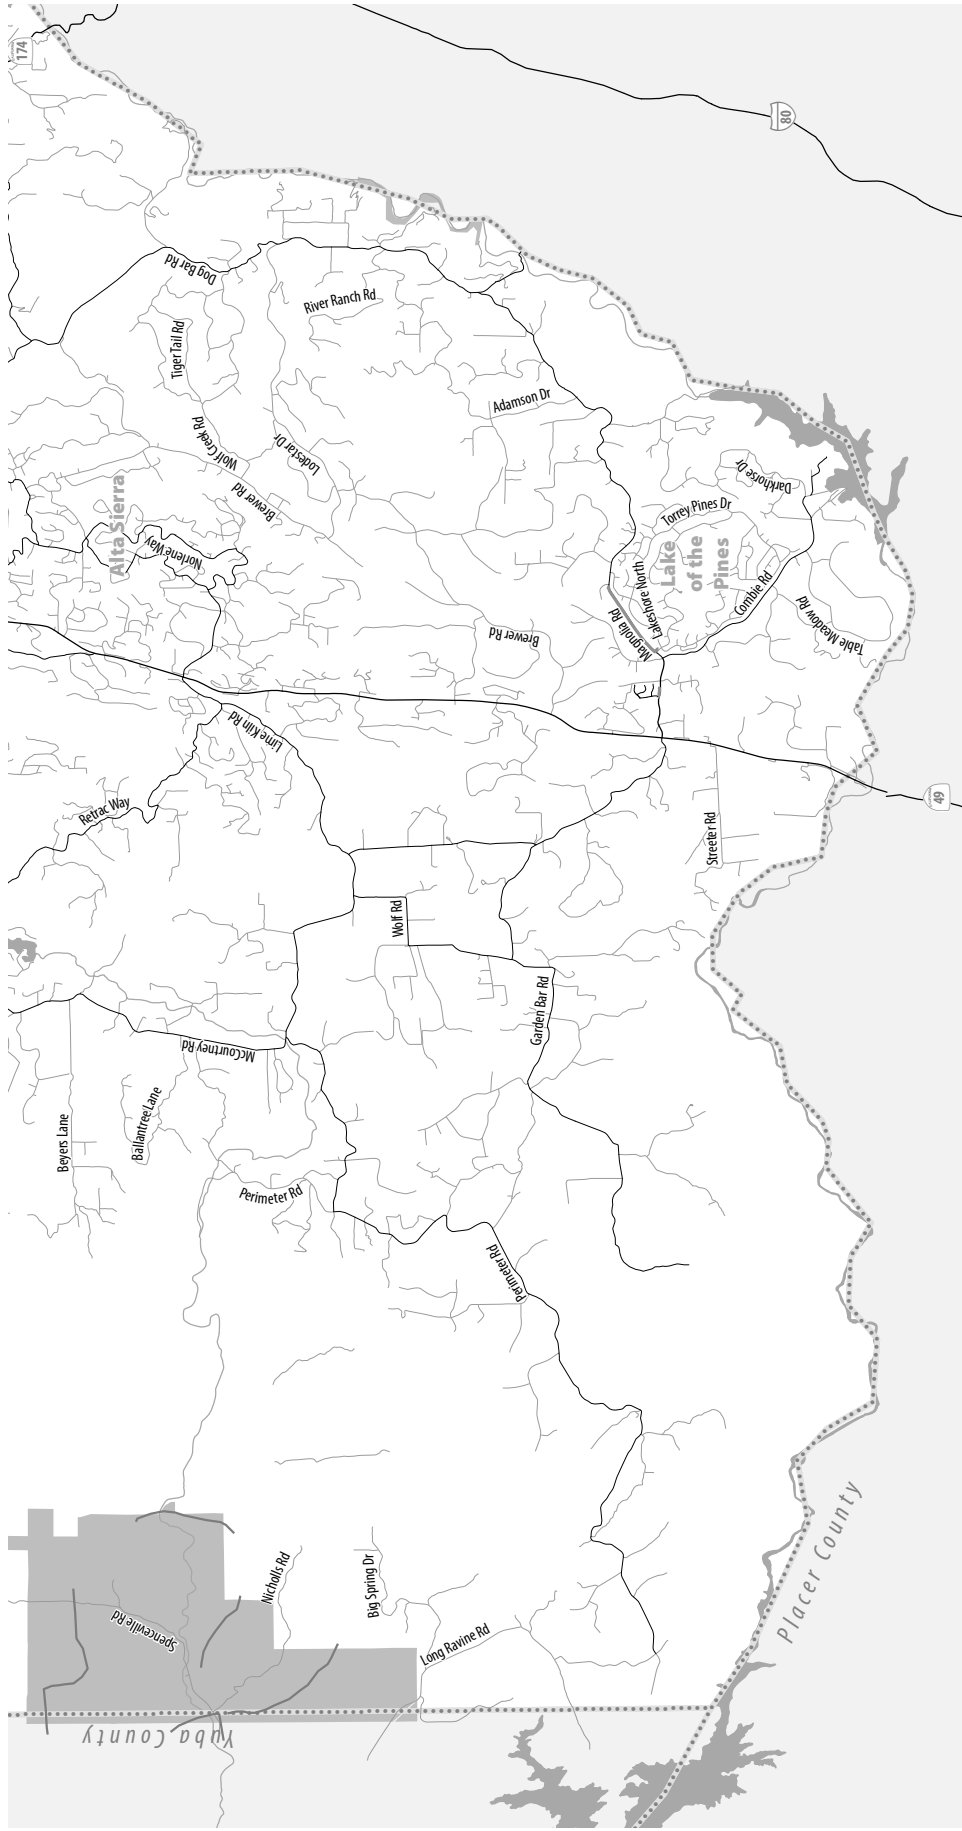 174
80
Dog Bar Rd
River Ranch Rd
Tiger Tail Rd
Adamson Dr
Wolf Creek Rd
Lodestar Dr
Brewer Rd
Alta Sierra
Norlene Way
Darkhorse Dr
Torrey Pines Dr
Lake
of the
Pines
Lakeshore North
Magnolia Rd
Combie Rd
Table Meadow Rd
Brewer Rd
Lime Kiln Rd
Retrac Way
49
Streeter Rd
Wolf Rd
Garden Bar Rd
McCourtney Rd
Ballantree Lane
Beyers Lane
Perimeter Rd
Perimeter Rd
Placer County
Nicholls Rd
Big Spring Dr
Spenceville Rd
Long Ravine Rd
Yuba County